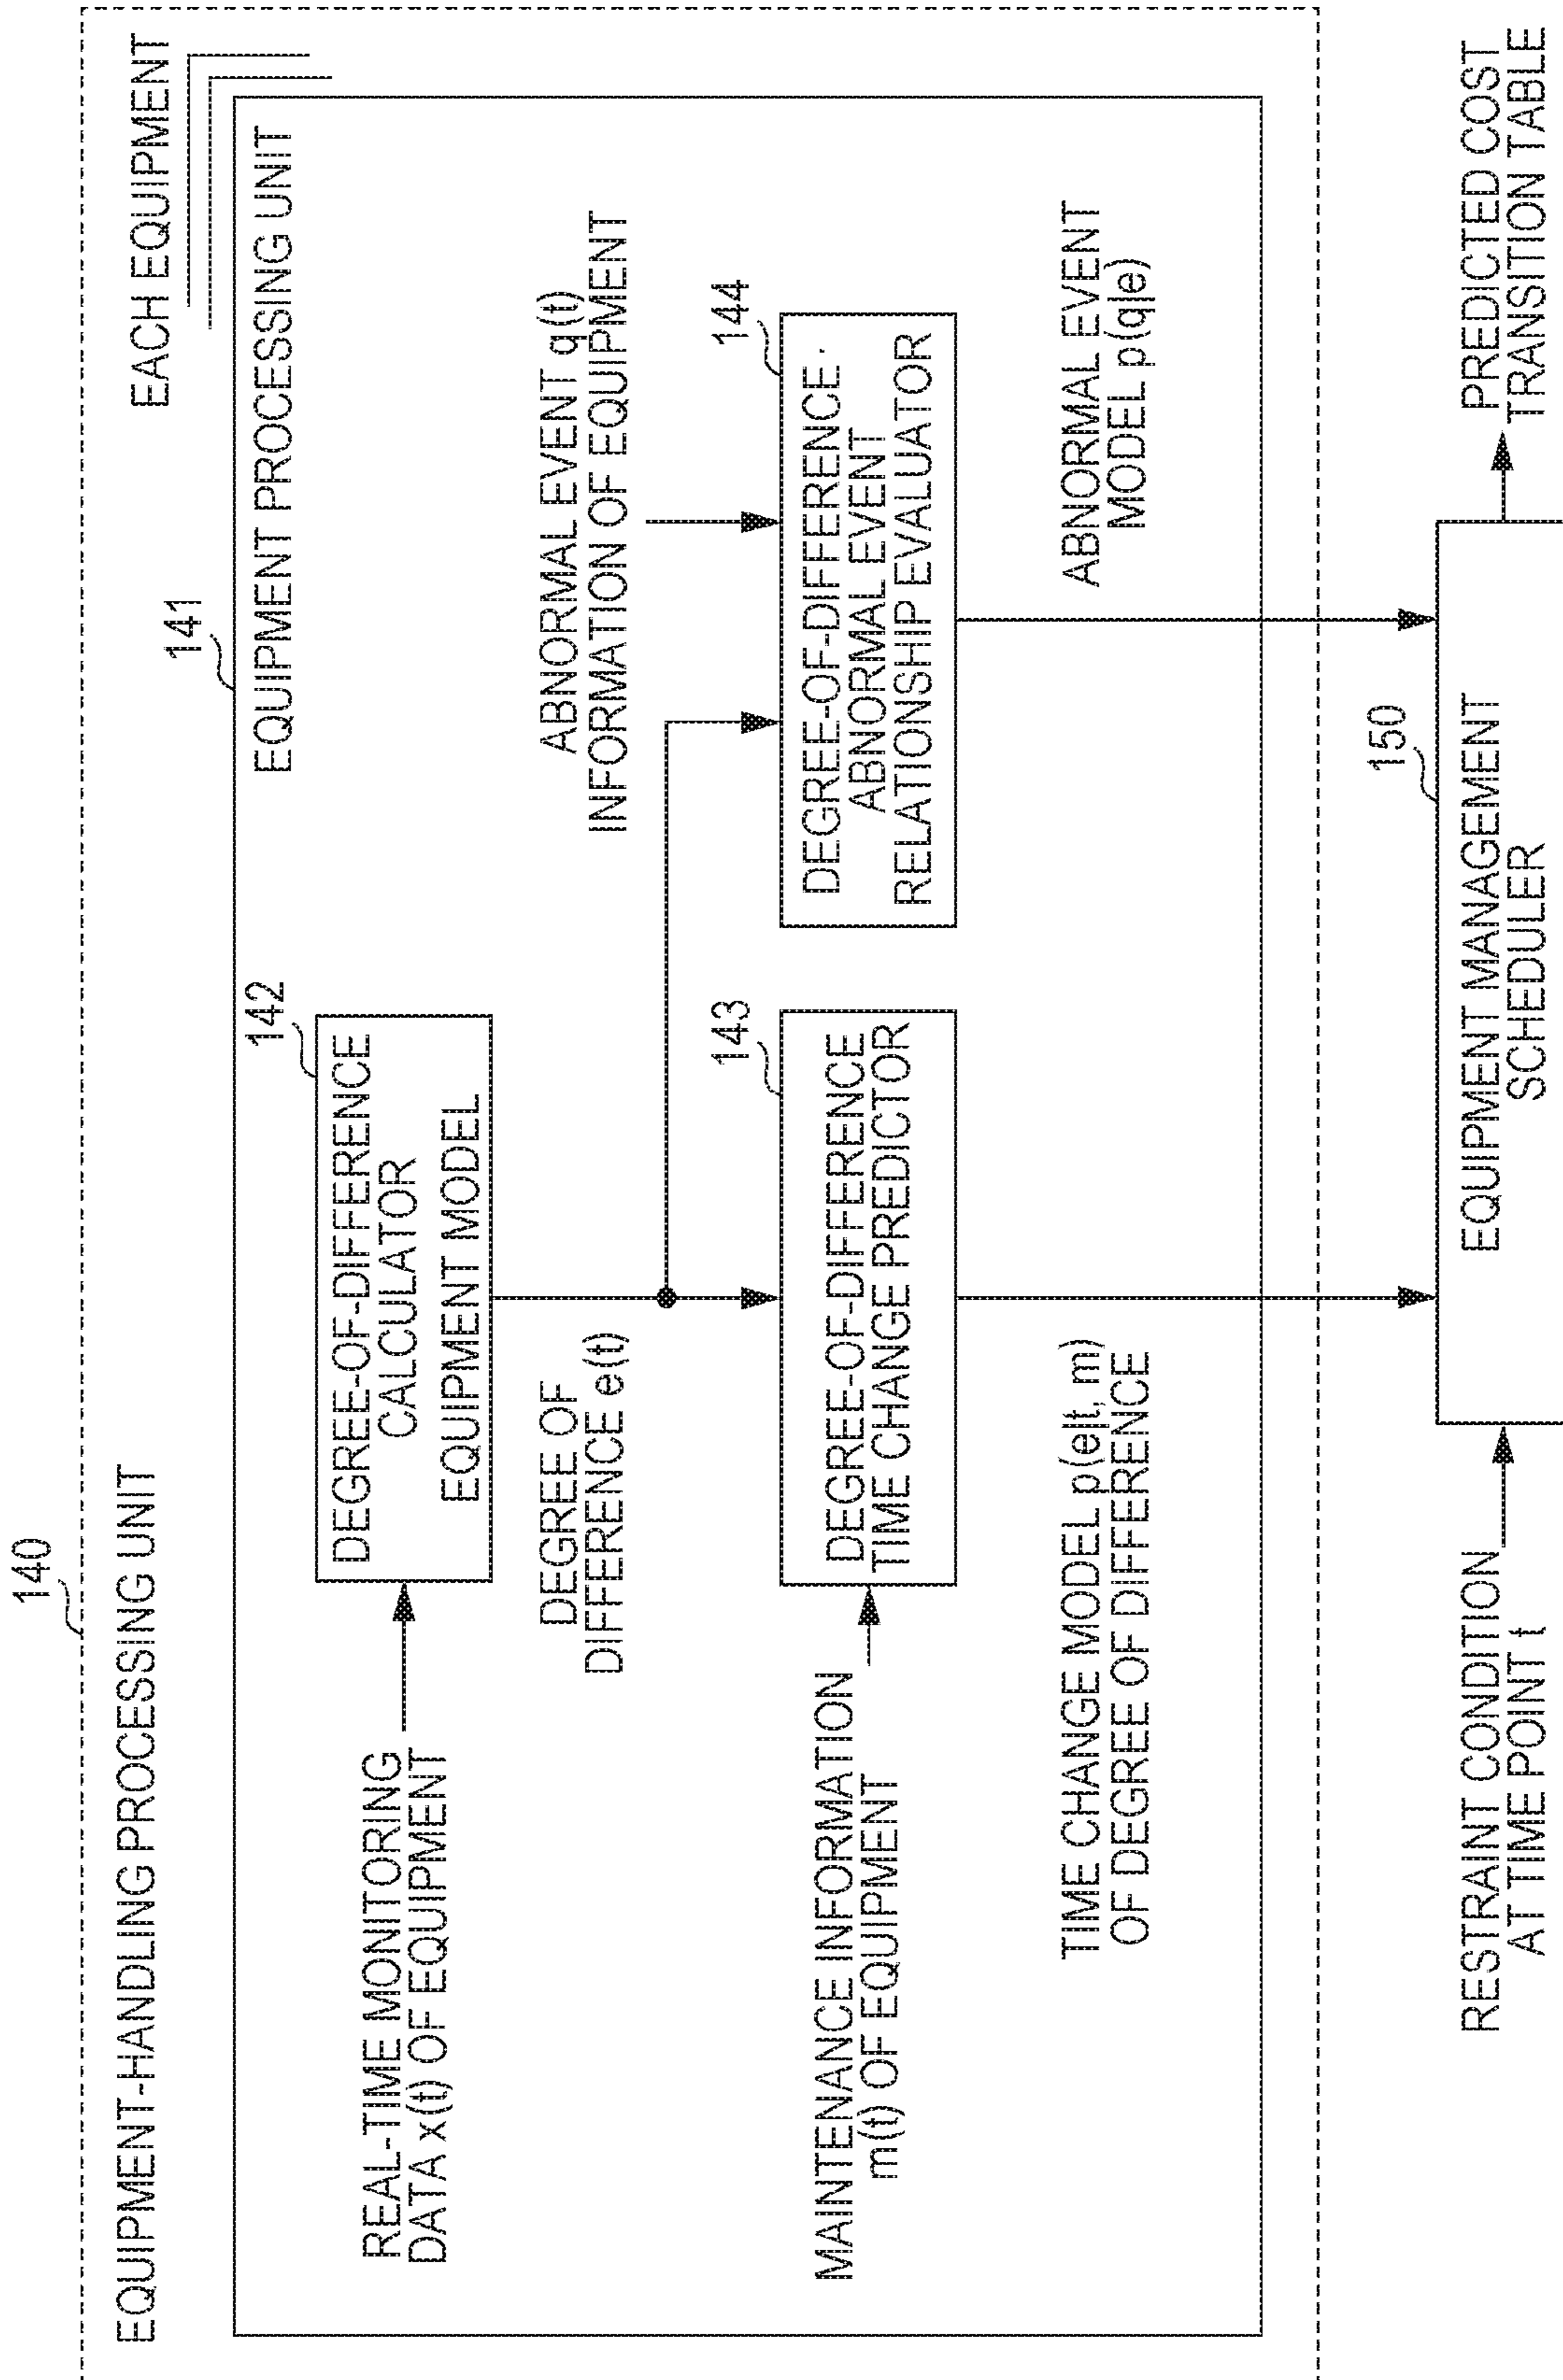 140
EQUIPMENT-HANDLING PROCESSING UNIT
EACH EQUIPMENT
141
EQUIPMENT PROCESSING UNIT
142
DEGREE-OF-DIFFERENCE
CALCULATOR
EQUIPMENT MODEL
REAL-TIME MONITORING
DATA x(t) OF EQUIPMENT
DEGREE OF
DIFFERENCE e(t)
ABNORMAL EVENT q(t)
INFORMATION OF EQUIPMENT
143
DEGREE-OF-DIFFERENCE
TIME CHANGE PREDICTOR
144
DEGREE-OF-DIFFERENCE ·
ABNORMAL EVENT
RELATIONSHIP EVALUATOR
MAINTENANCE INFORMATION
m(t) OF EQUIPMENT
TIME CHANGE MODEL p(e|t, m)
OF DEGREE OF DIFFERENCE
ABNORMAL EVENT
MODEL p(q|e)
150
EQUIPMENT MANAGEMENT
SCHEDULER
RESTRAINT CONDITION
AT TIME POINT t
PREDICTED COST
TRANSITION TABLE